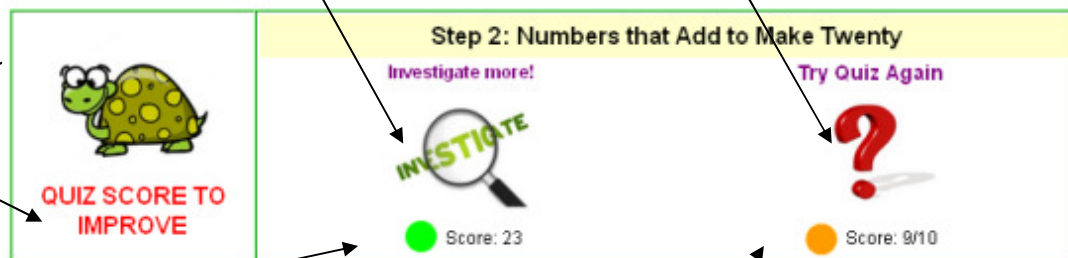 Step 2: Numbers that Add to Make Twenty
Investigate more!
Try Quiz Again
INVESTIGATE
QUIZ SCORE TO
IMPROVE
Score: 23
Score: 9/10